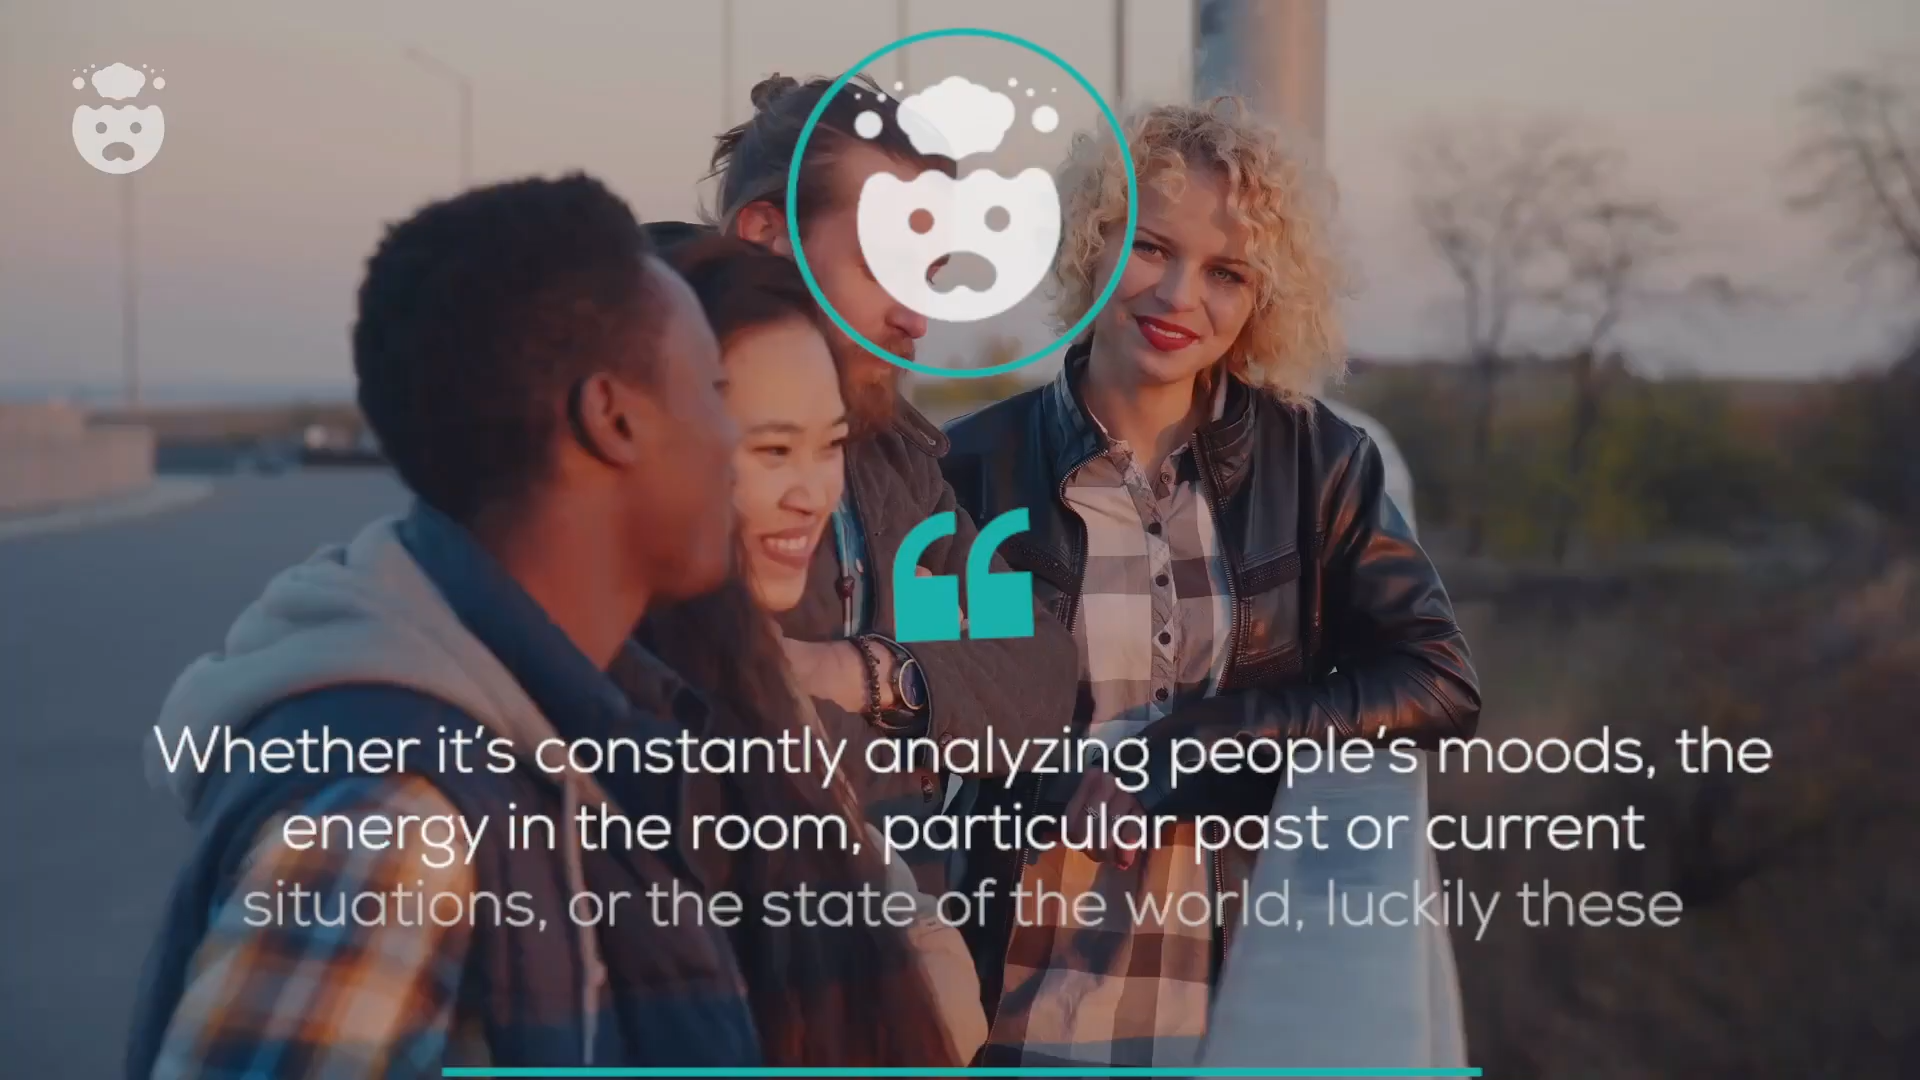 Whether it's constantly analyzing people's moods, the
energy in the room, particular past or current
situations, or the state of the world, luckily these